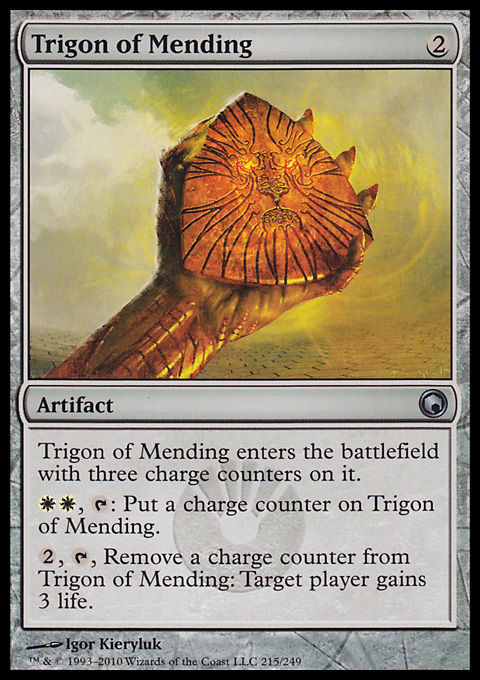 Trigon of Mending 2
Artifact
Trigon of Mending enters the battlefield
with three charge counters on it.
, : Put a charge counter on Trigon
of Mending.
2, , Remove a charge counter from
Trigon of Mending: Target player gains
3 life.
Igor Kieryluk
™ & © 1993–2010 Wizards of the Coast LLC 215/249